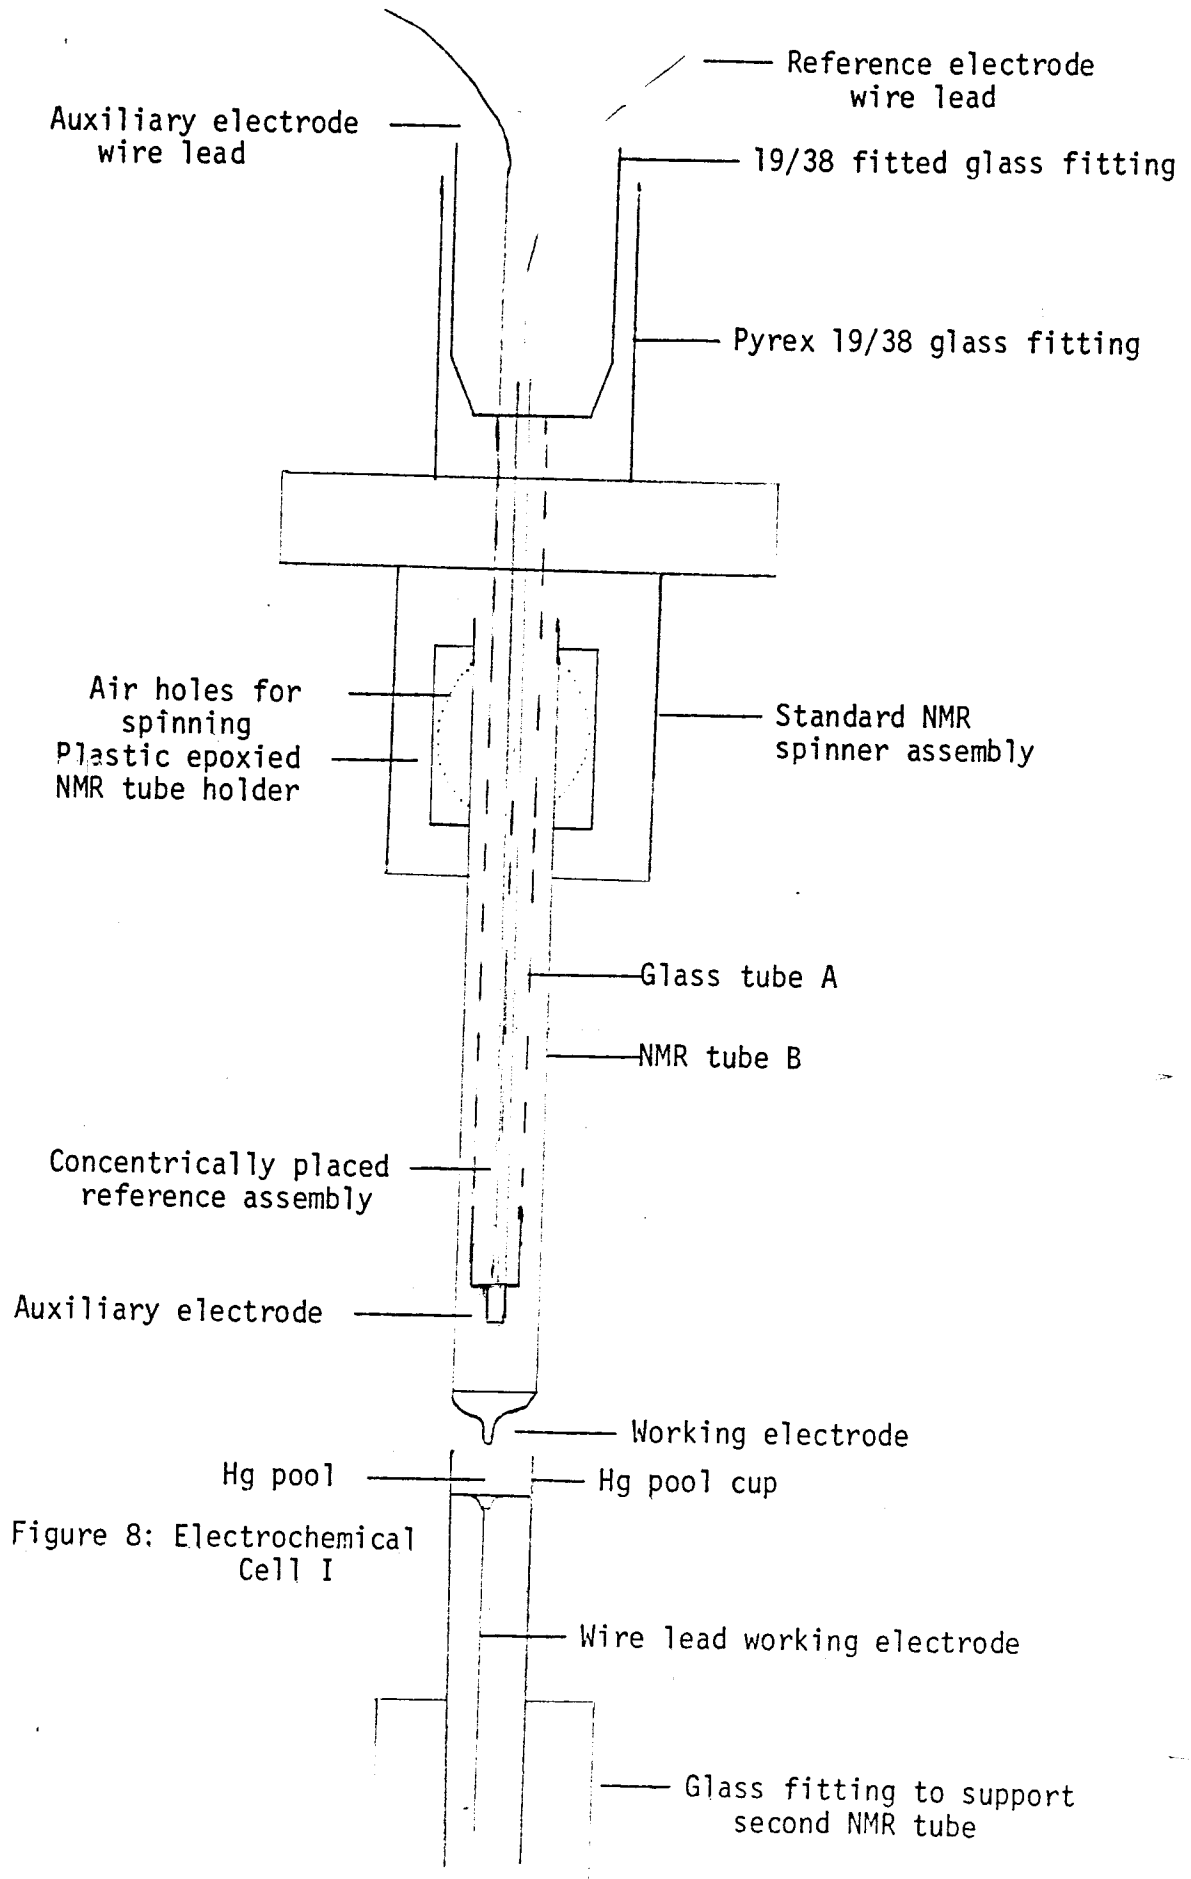 Reference electrode
wire lead
Auxiliary electrode
wire lead
19/38 fitted glass fitting
Pyrex 19/38 glass fitting
Air holes for
spinning
Plastic epoxied
NMR tube holder
Standard NMR
spinner assembly
Glass tube A
NMR tube B
Concentrically placed
reference assembly
Auxiliary electrode
Working electrode
Hg pool
Hg pool cup
Figure 8: Electrochemical
Cell I
Wire lead working electrode
Glass fitting to support
second NMR tube